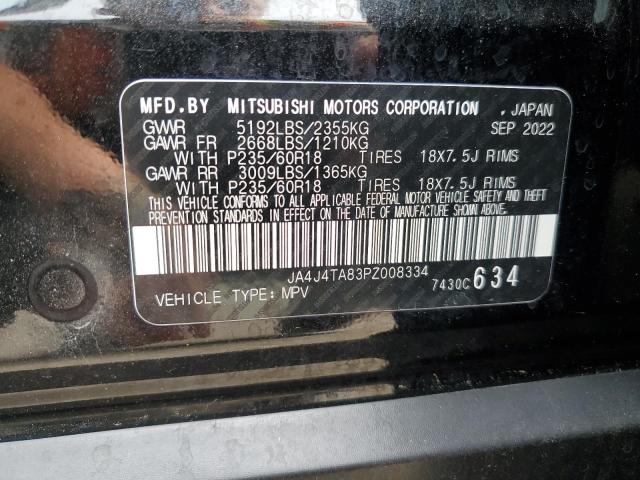 MFD.BY MITSUBISHI MOTORS CORPORATION .JAPAN
GVWR 5192LBS/2355KG SEP 2022
GAWR FR 2668LBS/1210KG
WITH P235/60R18 TIRES 18X7.5J RIMS
GAWR RR 3009LBS/1365KG
WITH P235/60R18 TIRES 18X7.5J RIMS
THIS VEHICLE CONFORMS TO ALL APPLICABLE FEDERAL MOTOR VEHICLE SAFETY AND THEFT
PREVENTION STANDARDS IN EFFECT ON THE DATE OF MANUFACTURE SHOWN ABOVE.
JA4J4TA83PZ008334
VEHICLE TYPE:MPV 7430C634